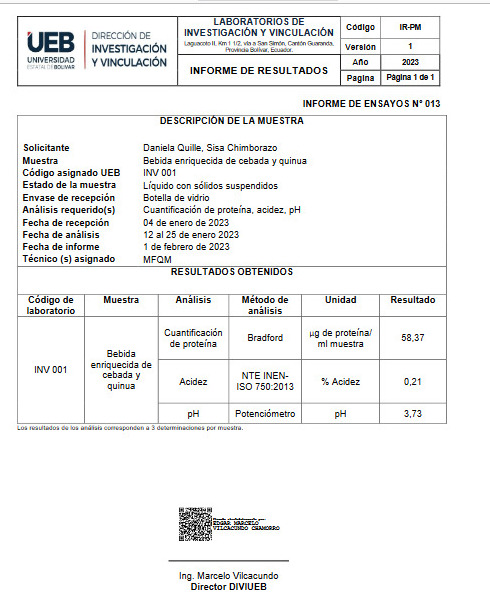 UEB
UNIVERSIDAD
ESTATAL DE BOLIVAR
DIRECCIÓN DE
INVESTIGACIÓN
Y VINCULACIÓN
LABORATORIOS DE
INVESTIGACIÓN Y VINCULACIÓN
Laguacoto II, Km 1 1/2, vía a San Simón, Cantón Guaranda,
Provincia Bolívar, Ecuador.
INFORME DE RESULTADOS
Código IR-PM
Versión 1
Año 2023
Pagina Página 1 de 1
INFORME DE ENSAYOS N° 013
DESCRIPCIÓN DE LA MUESTRA
Solicitante Daniela Quille, Sisa Chimborazo
Muestra Bebida enriquecida de cebada y quinua
Código asignado UEB INV 001
Estado de la muestra Líquido con sólidos suspendidos
Envase de recepción Botella de vidrio
Análisis requerido(s) Cuantificación de proteína, acidez, pH
Fecha de recepción 04 de enero de 2023
Fecha de análisis 12 al 25 de enero 2023
Fecha de informe 1 de febrero de 2023
Técnico (s) asignado MFQM
RESULTADOS OBTENIDOS
Código de laboratorio Muestra Análisis Método de análisis Unidad Resultado
INV 001 Bebida enriquecida de cebada y quinua
Cuantificación de proteína Bradford µg de proteína/ ml muestra 58,37
Acidez NTE INEN-ISO 750:2013 % Acidez 0,21
pH Potenciómetro pH 3,73
Los resultados de los análisis corresponden a 3 determinaciones por muestra.
EDGAR MARCELO
VILCACUNDO CHAMORRO
Ing. Marcelo Vilcacundo
Director DIVIUEB